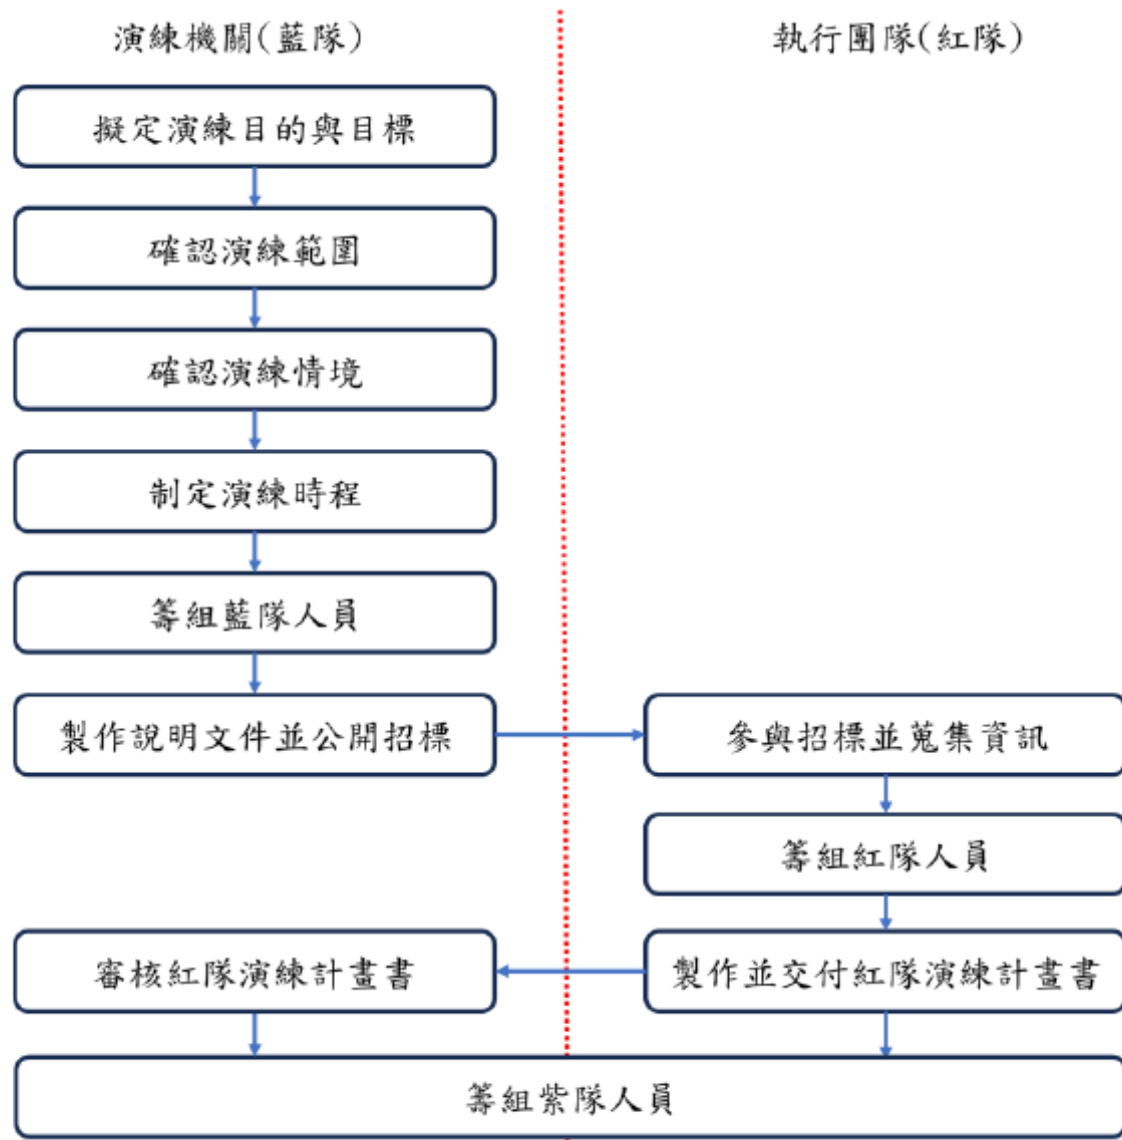 演練機關(藍隊)
執行團隊(紅隊)
擬定演練目的與目標
確認演練範圍
確認演練情境
制定演練時程
籌組藍隊人員
製作說明文件並公開招標
參與招標並蒐集資訊
籌組紅隊人員
製作並交付紅隊演練計畫書
審核紅隊演練計畫書
籌組紫隊人員